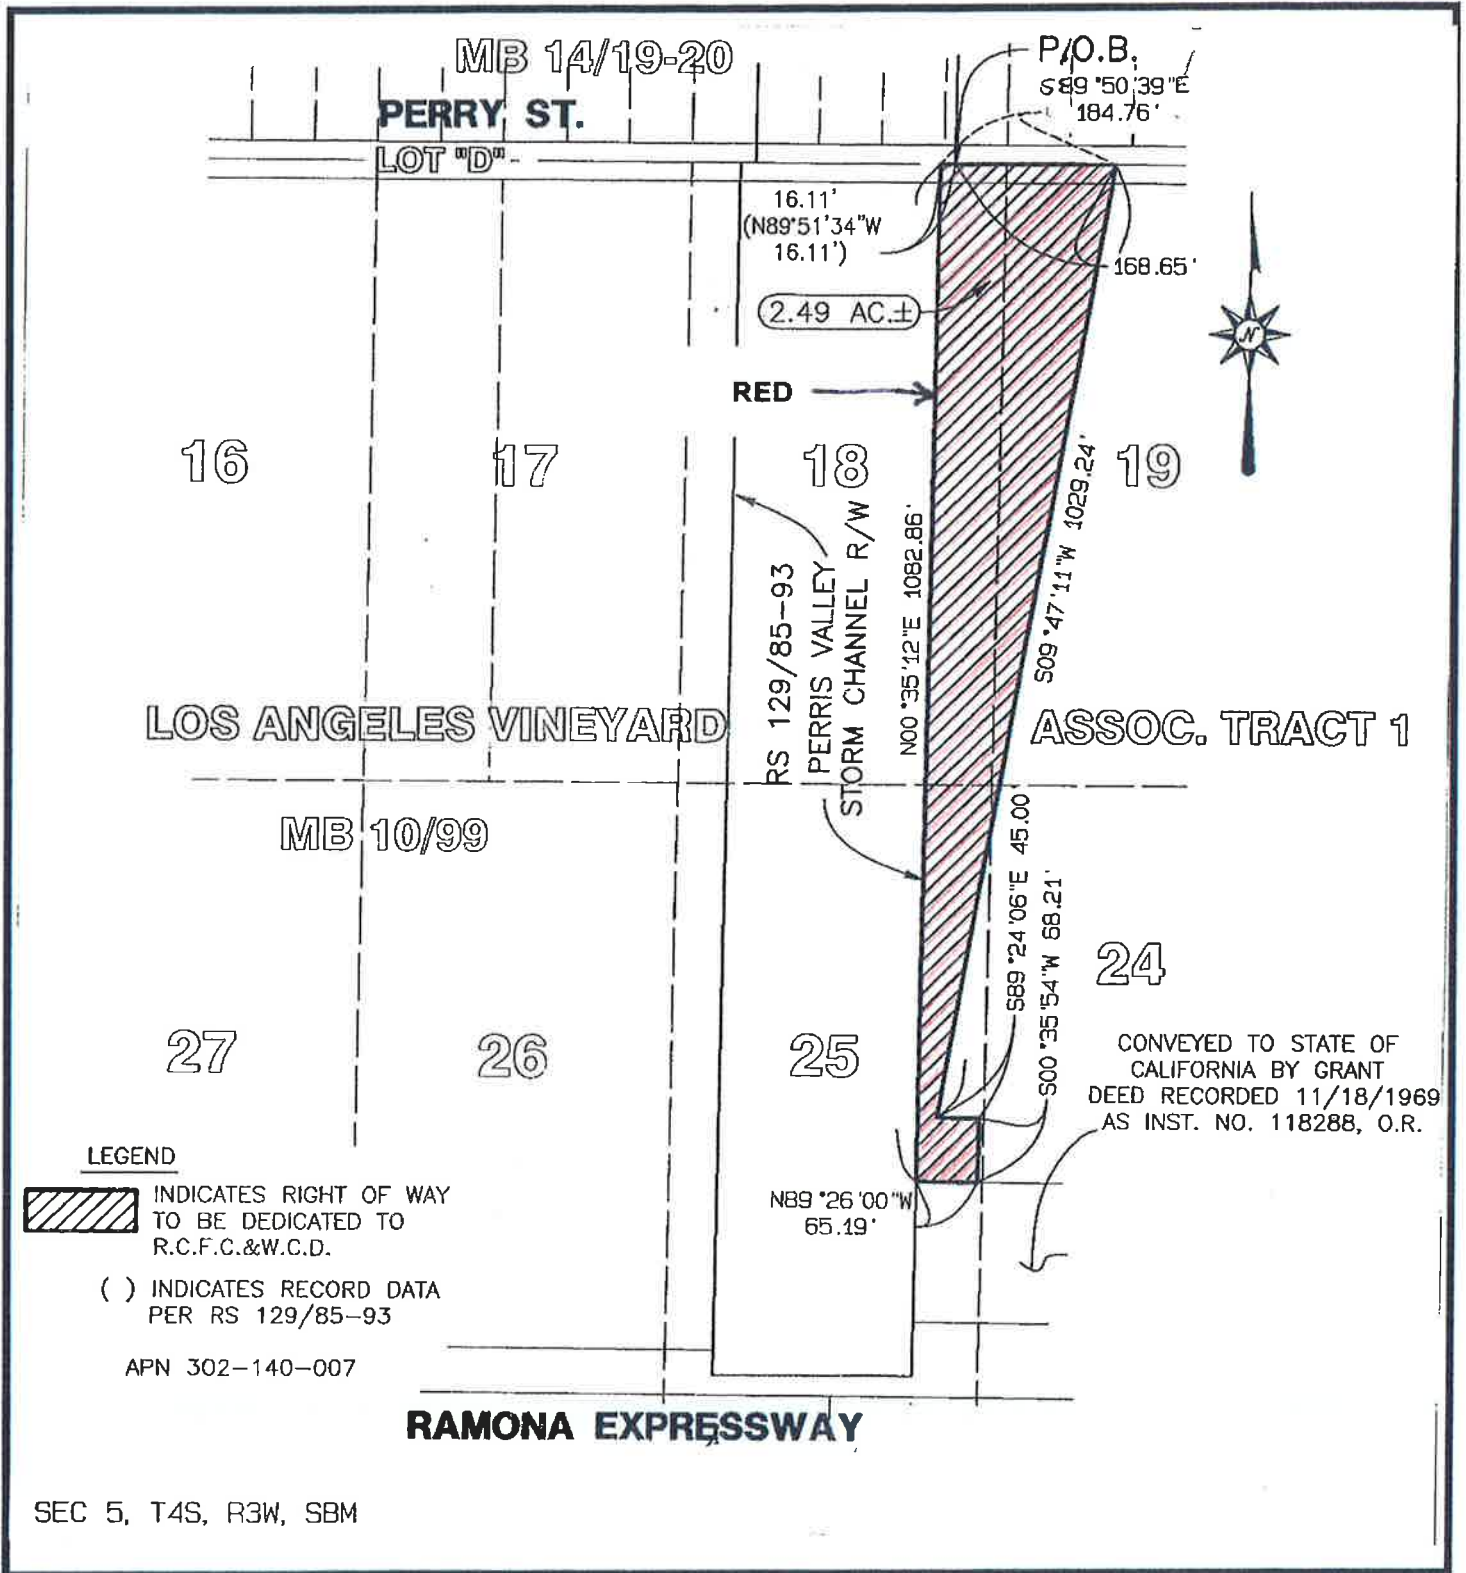 MB 14/19-20
P.O.B.
S89°50'39"E
184.76'
PERRY ST.
LOT "D"
16.11'
(N89°51'34"W
16.11')
168.65'
2.49 AC.±
N
RED
16
17
18
19
RS 129/85-93
PERRIS VALLEY
STORM CHANNEL R/W
N00°35'12"E 1082.86'
S09°47'11"W 1029.24'
LOS ANGELES VINEYARD
ASSOC. TRACT 1
MB 10/99
S89°24'06"E 45.00
S00°35'54"W 68.21'
24
27
26
25
CONVEYED TO STATE OF
CALIFORNIA BY GRANT
DEED RECORDED 11/18/1969
AS INST. NO. 118288, O.R.
LEGEND
INDICATES RIGHT OF WAY
TO BE DEDICATED TO
R.C.F.C.&W.C.D.
N89°26'00"W
65.19'
( ) INDICATES RECORD DATA
PER RS 129/85-93
APN 302-140-007
RAMONA EXPRESSWAY
SEC 5, T4S, R3W, SBM